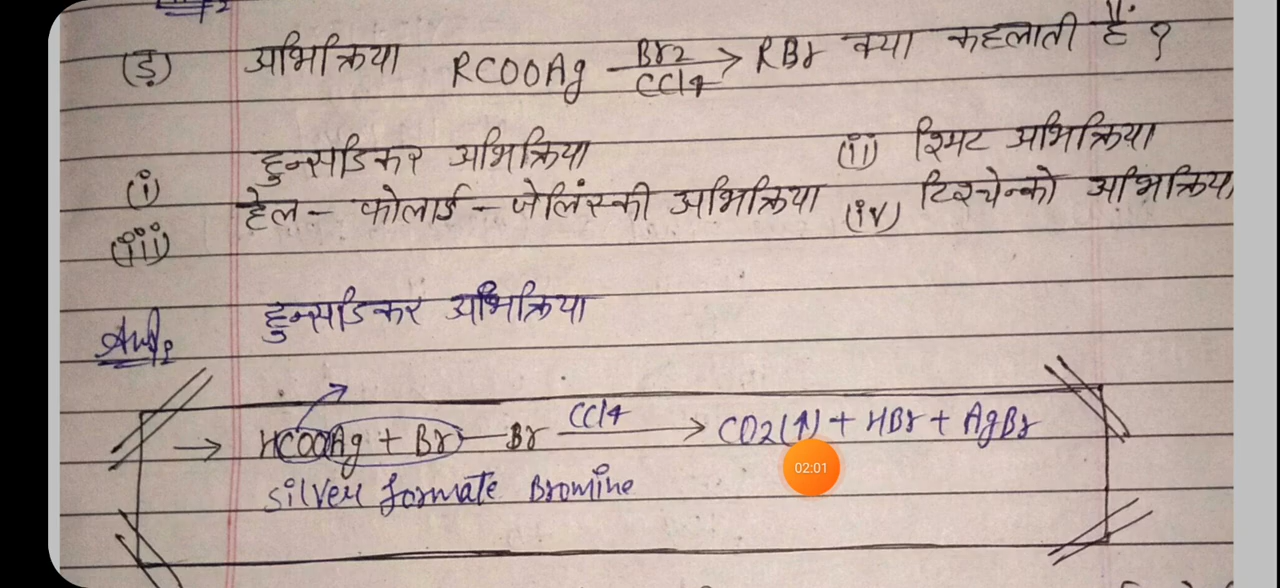 (ड़) अभिक्रिया RCOOAg Br2 / CCl4 → RBr क्या कहलाती हैं?
(i) हुन्सडिकर अभिक्रिया (ii) श्मिट अभिक्रिया
(iii) हेल - फोलार्ड - जेलिंस्की अभिक्रिया (iv) टिश्चेन्को अभिक्रिया
Ans: हुन्सडिकर अभिक्रिया
→ HCOOAg + Br — Br CCl4 → CO2(↑) + HBr + AgBr
Silver formate Bromine
02:01